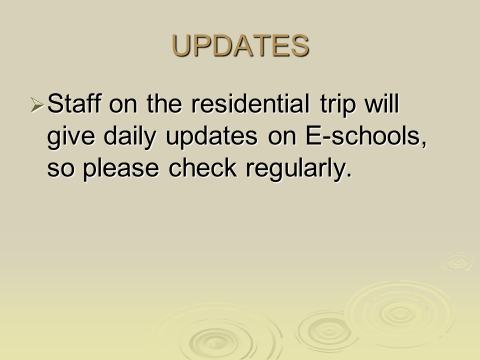 UPDATES
Staff on the residential trip will
give daily updates on E-schools,
so please check regularly.